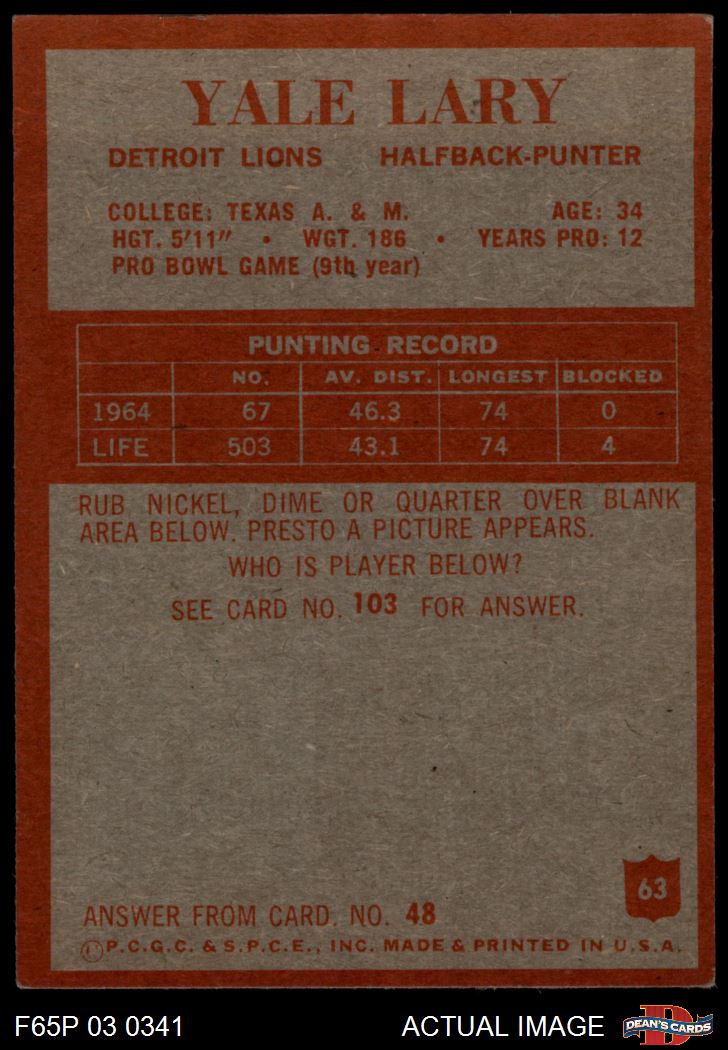 YALE LARY
DETROIT LIONS HALFBACK-PUNTER
COLLEGE: TEXAS A. & M. AGE: 34
HGT. 5'11" • WGT. 186 • YEARS PRO: 12
PRO BOWL GAME (9th year)
PUNTING RECORD
NO. AV. DIST. LONGEST BLOCKED
1964 67 46.3 74 0
LIFE 503 43.1 74 4
RUB NICKEL, DIME OR QUARTER OVER BLANK
AREA BELOW. PRESTO A PICTURE APPEARS.
WHO IS PLAYER BELOW?
SEE CARD NO. 103 FOR ANSWER.
63
ANSWER FROM CARD. NO. 48
©P.C.G.C. & S.P.C.E., INC. MADE & PRINTED IN U.S.A.
F65P 03 0341 ACTUAL IMAGE D DEAN'S CARDS